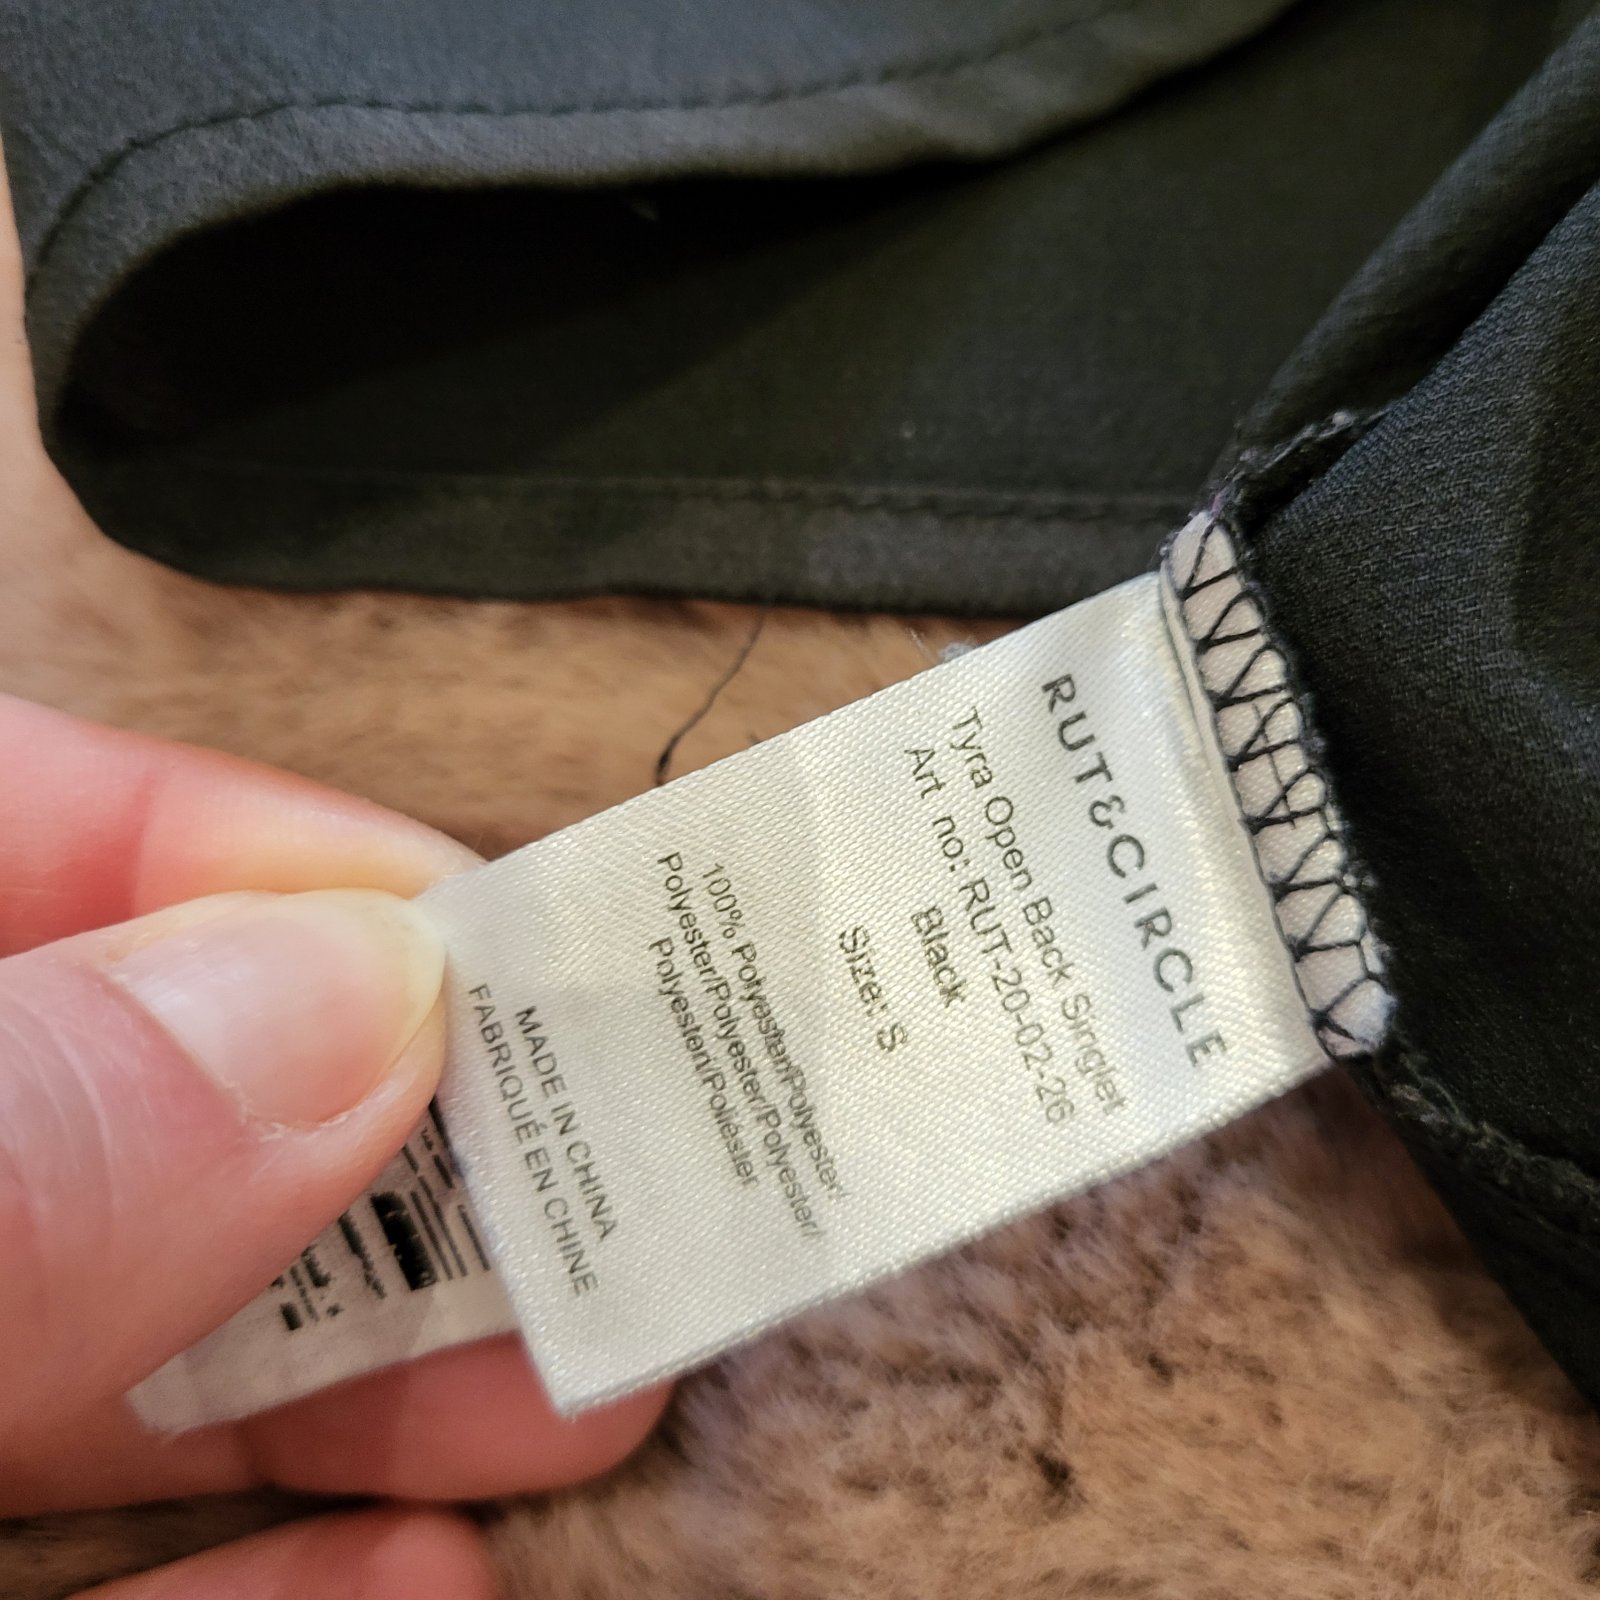 RUT&CIRCLE
Tyra Open Back Singlet
Art no: RUT-20-02-26
Black
Size: S
100% Polyester/Polyester/
Polyester/Polyester/Polyester/
Polyesteri/Poliéster
MADE IN CHINA
FABRIQUÉ EN CHINE